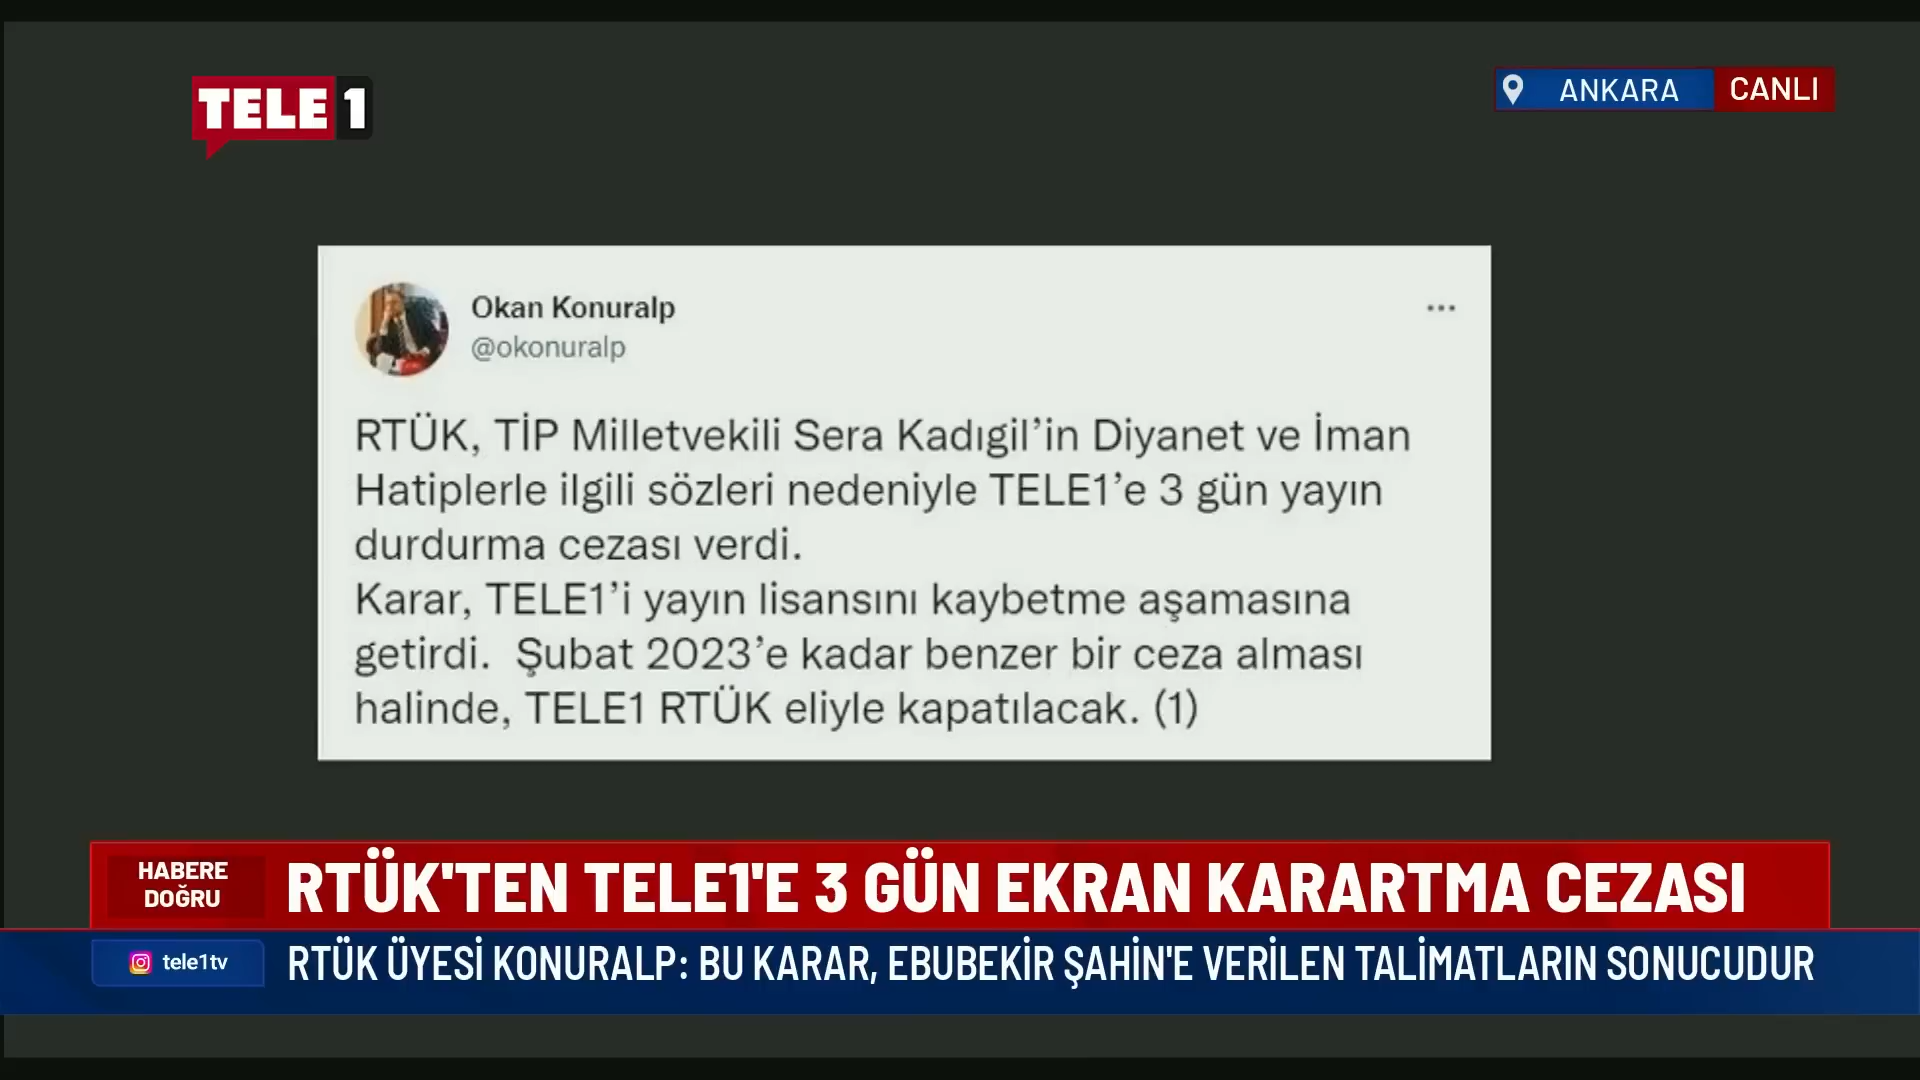 TELE1
ANKARA CANLI
Okan Konuralp
@okonuralp
RTÜK, TİP Milletvekili Sera Kadıgil’in Diyanet ve İman
Hatiplerle ilgili sözleri nedeniyle TELE1’e 3 gün yayın
durdurma cezası verdi.
Karar, TELE1’i yayın lisansını kaybetme aşamasına
getirdi. Şubat 2023’e kadar benzer bir ceza alması
halinde, TELE1 RTÜK eliyle kapatılacak. (1)
HABERE
DOĞRU
RTÜK'TEN TELE1'E 3 GÜN EKRAN KARARTMA CEZASI
tele1tv
RTÜK ÜYESİ KONURALP: BU KARAR, EBUBEKİR ŞAHİN'E VERİLEN TALİMATLARIN SONUCUDUR